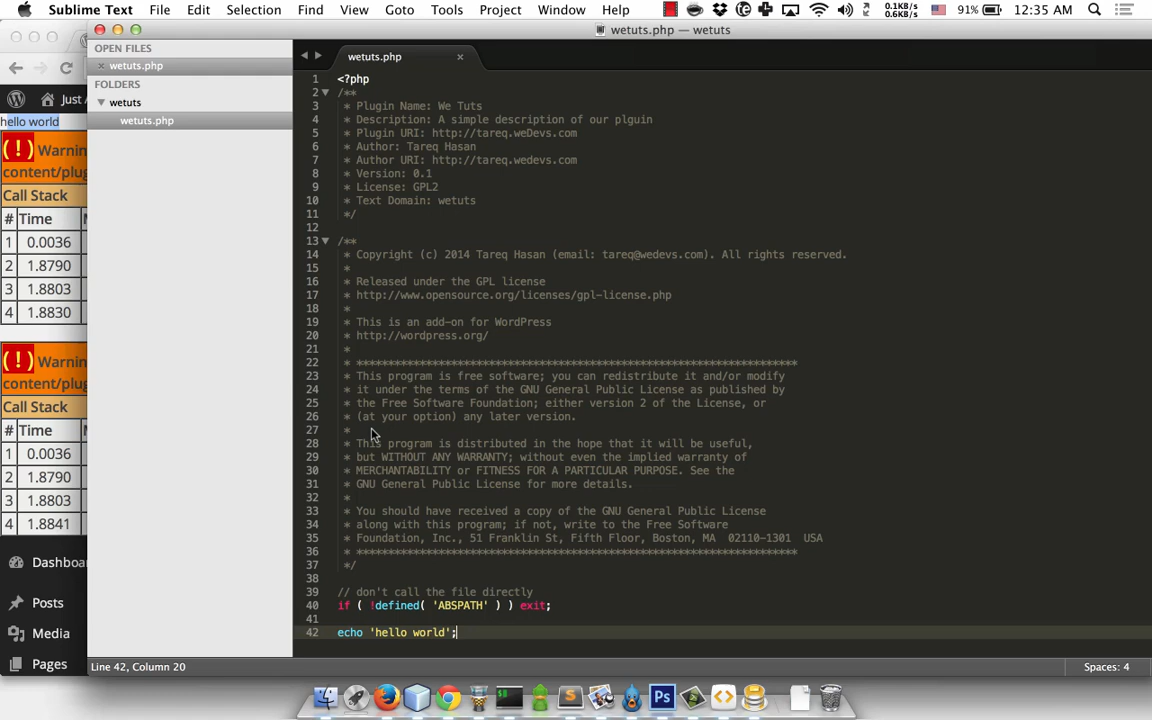 Sublime Text File Edit Selection Find View Goto Tools Project Window Help 0.1KB/s 0.6KB/s 91% 12:35 AM
wetuts.php — wetuts
OPEN FILES
wetuts.php
FOLDERS
wetuts
wetuts.php
Just
hello world
( ! ) Warnin
content/plug
Call Stack
# Time
1 0.0036
2 1.8790
3 1.8803
4 1.8830
( ! ) Warnin
content/plug
Call Stack
# Time
1 0.0036
2 1.8790
3 1.8803
4 1.8841
Dashboa
Posts
Media
Pages
wetuts.php
1 <?php
2 /**
3 * Plugin Name: We Tuts
4 * Description: A simple description of our plguin
5 * Plugin URI: http://tareq.weDevs.com
6 * Author: Tareq Hasan
7 * Author URI: http://tareq.wedevs.com
8 * Version: 0.1
9 * License: GPL2
10 * Text Domain: wetuts
11 */
12
13 /**
14 * Copyright (c) 2014 Tareq Hasan (email: tareq@wedevs.com). All rights reserved.
15 *
16 * Released under the GPL license
17 * http://www.opensource.org/licenses/gpl-license.php
18 *
19 * This is an add-on for WordPress
20 * http://wordpress.org/
21 *
22 * **********************************************************************
23 * This program is free software; you can redistribute it and/or modify
24 * it under the terms of the GNU General Public License as published by
25 * the Free Software Foundation; either version 2 of the License, or
26 * (at your option) any later version.
27 *
28 * This program is distributed in the hope that it will be useful,
29 * but WITHOUT ANY WARRANTY; without even the implied warranty of
30 * MERCHANTABILITY or FITNESS FOR A PARTICULAR PURPOSE. See the
31 * GNU General Public License for more details.
32 *
33 * You should have received a copy of the GNU General Public License
34 * along with this program; if not, write to the Free Software
35 * Foundation, Inc., 51 Franklin St, Fifth Floor, Boston, MA 02110-1301 USA
36 * **********************************************************************
37 */
38
39 // don't call the file directly
40 if ( !defined( 'ABSPATH' ) ) exit;
41
42 echo 'hello world';
Line 42, Column 20 Spaces: 4
Ps